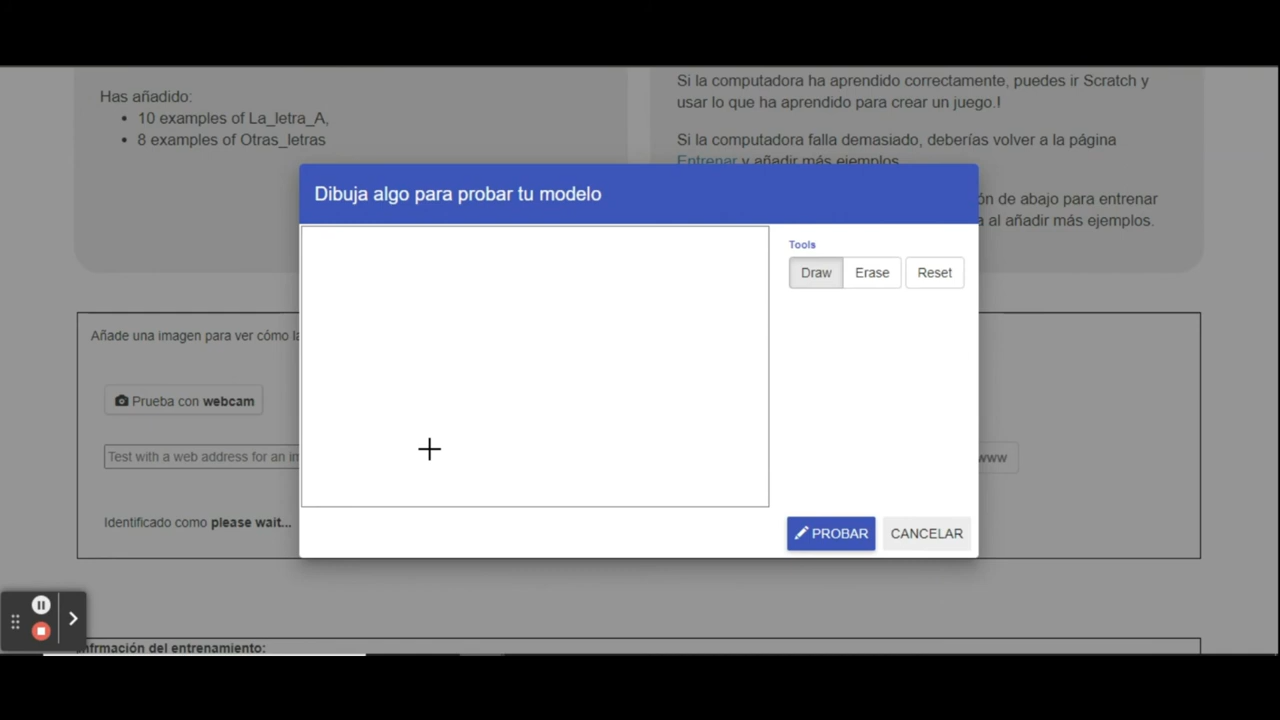 Has añadido:
10 examples of La_letra_A,
8 examples of Otras_letras
Si la computadora ha aprendido correctamente, puedes ir Scratch y
usar lo que ha aprendido para crear un juego.!
Si la computadora falla demasiado, deberías volver a la página
Entrenar y añadir más ejemplos.
de abajo para entrenar
al añadir más ejemplos.
Dibuja algo para probar tu modelo
Tools
Draw
Erase
Reset
Añade una imagen para ver cómo
Prueba con webcam
Test with a web address for an
www
Identificado como please wait...
PROBAR
CANCELAR
del entrenamiento: